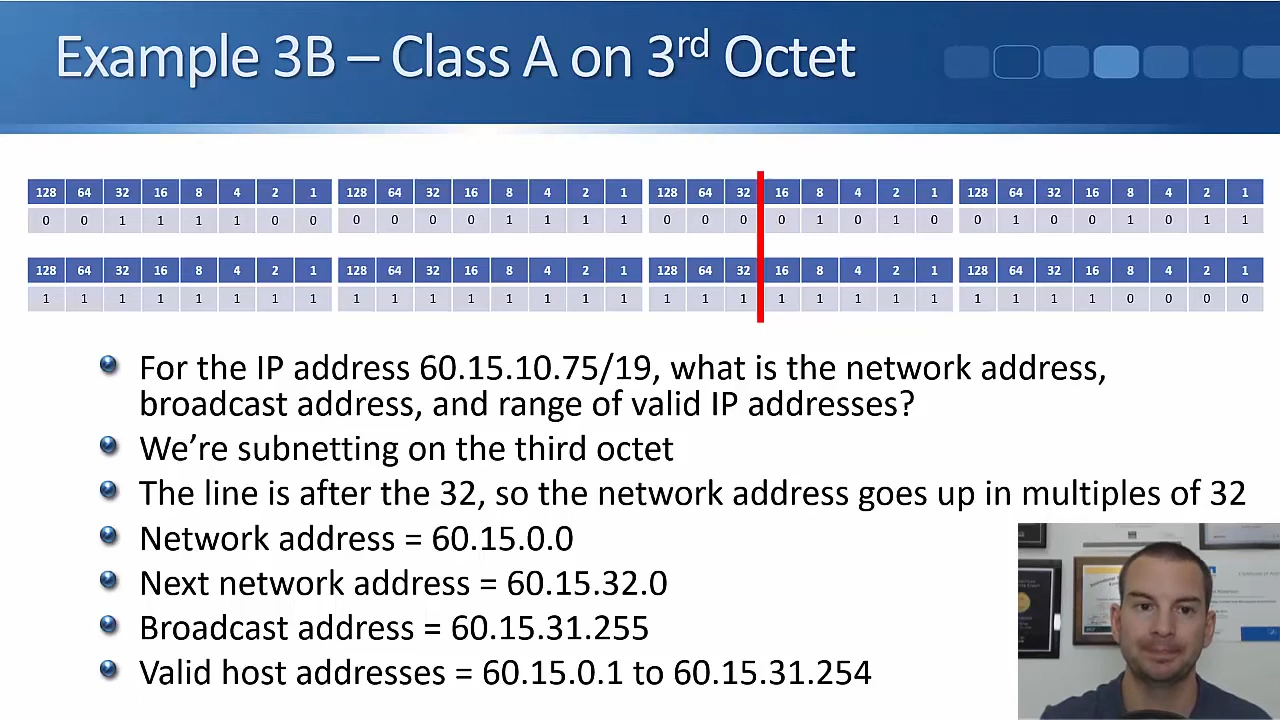 Example 3B – Class A on 3rd Octet
128 64 32 16 8 4 2 1 128 64 32 16 8 4 2 1 128 64 32 16 8 4 2 1 128 64 32 16 8 4 2 1
0 0 1 1 1 1 0 0 0 0 0 0 1 1 1 1 0 0 0 0 1 0 1 0 0 1 0 0 1 0 1 1
128 64 32 16 8 4 2 1 128 64 32 16 8 4 2 1 128 64 32 16 8 4 2 1 128 64 32 16 8 4 2 1
1 1 1 1 1 1 1 1 1 1 1 1 1 1 1 1 1 1 1 1 1 1 1 1 1 1 1 1 0 0 0 0
For the IP address 60.15.10.75/19, what is the network address,
broadcast address, and range of valid IP addresses?
We’re subnetting on the third octet
The line is after the 32, so the network address goes up in multiples of 32
Network address = 60.15.0.0
Next network address = 60.15.32.0
Broadcast address = 60.15.31.255
Valid host addresses = 60.15.0.1 to 60.15.31.254